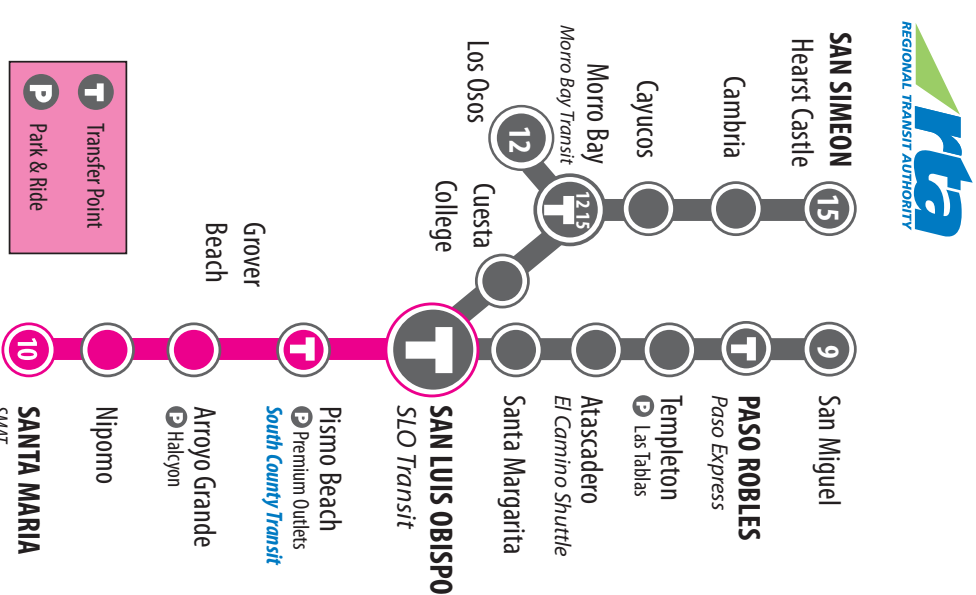 rta
REGIONAL TRANSIT AUTHORITY
SAN SIMEON
Hearst Castle
15
9
San Miguel
Cambria
PASO ROBLES
Paso Express
T
Cayucos
Templeton
P Las Tablas
Morro Bay
Morro Bay Transit
12 15
T
Atascadero
El Camino Shuttle
Los Osos
12
Cuesta
College
Santa Margarita
T
SAN LUIS OBISPO
SLO Transit
T
Pismo Beach
P Premium Outlets
South County Transit
Grover
Beach
Arroyo Grande
P Halcyon
Nipomo
10
SANTA MARIA
SMAT
T Transfer Point
P Park & Ride